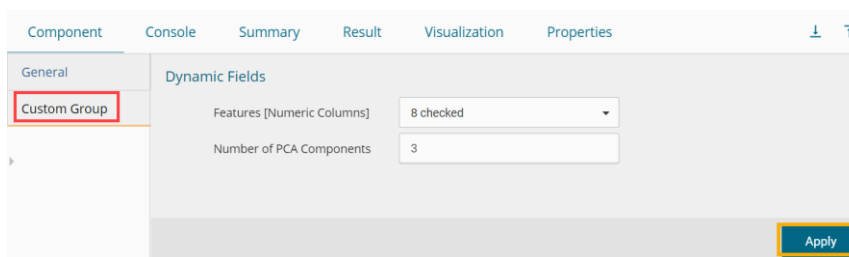 Component Console Summary Result Visualization Properties
General
Custom Group
Dynamic Fields
Features [Numeric Columns] 8 checked
Number of PCA Components 3
Apply